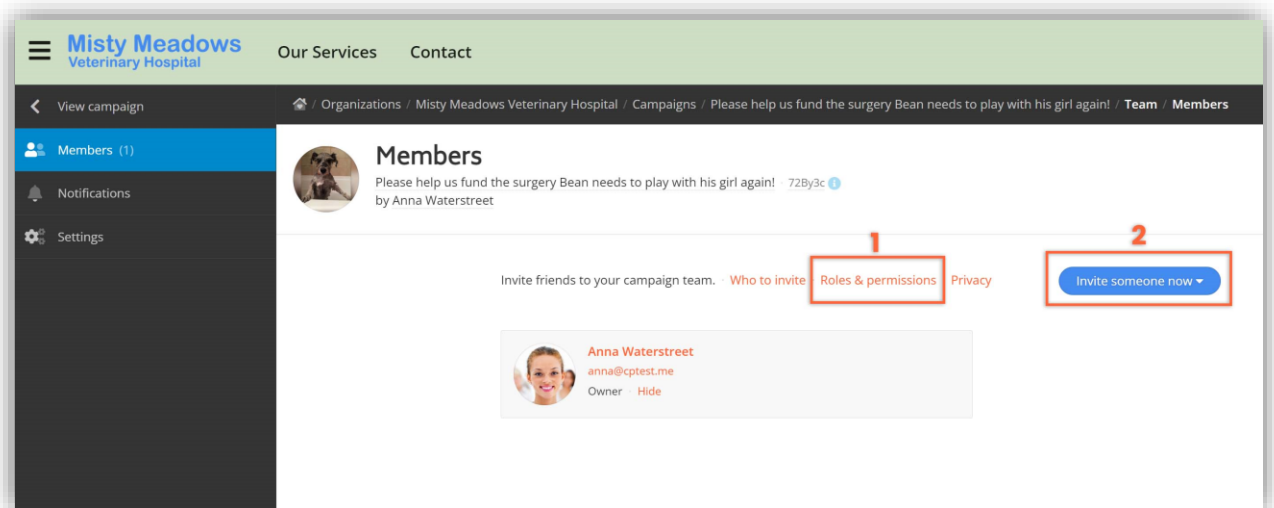 Misty Meadows
Veterinary Hospital
Our Services
Contact
View campaign
/ Organizations / Misty Meadows Veterinary Hospital / Campaigns / Please help us fund the surgery Bean needs to play with his girl again! / Team / Members
Members (1)
Notifications
Settings
Members
Please help us fund the surgery Bean needs to play with his girl again! · 72By3c
by Anna Waterstreet
1
2
Invite friends to your campaign team. · Who to invite · Roles & permissions · Privacy
Invite someone now
Anna Waterstreet
anna@cptest.me
Owner · Hide